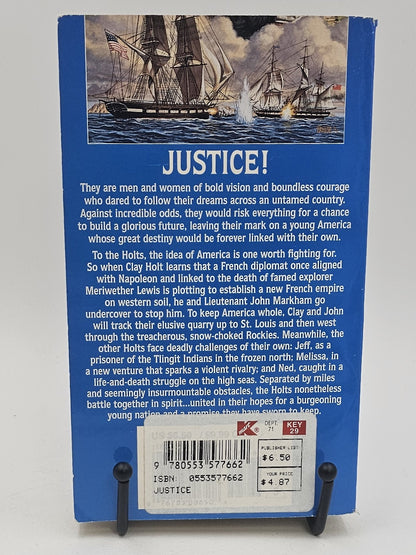 JUSTICE!
They are men and women of bold vision and boundless courage
who dared to follow their dreams across an untamed country.
Against incredible odds, they would risk everything for a chance
to build a glorious future, leaving their mark on a young America
whose great destiny would be forever linked with their own.
To the Holts, the idea of America is one worth fighting for.
So when Clay Holt learns that a French diplomat once aligned
with Napoleon and linked to the death of famed explorer
Meriwether Lewis is plotting to establish a new French empire
on western soil, he and Lieutenant John Markham go
undercover to stop him. To keep America whole, Clay and John
will track their elusive quarry up to St. Louis and then west
through the treacherous, snow-choked Rockies. Meanwhile, the
other Holts face deadly challenges of their own: Jeff, as a
prisoner of the Tlingit Indians in the frozen north; Melissa, in
a new venture that sparks a violent rivalry; and Ned, caught in a
life-and-death struggle on the high seas. Separated by miles
and seemingly insurmountable obstacles, the Holts nonetheless
battle together in spirit...united in their hopes for a burgeoning
young nation and a promise they have sworn to keep.
K
DEPT.
71
KEY
29
PUBLISHER LIST
$6.50
YOUR PRICE
$4.87
9 780553 577662
ISBN: 0553577662
JUSTICE